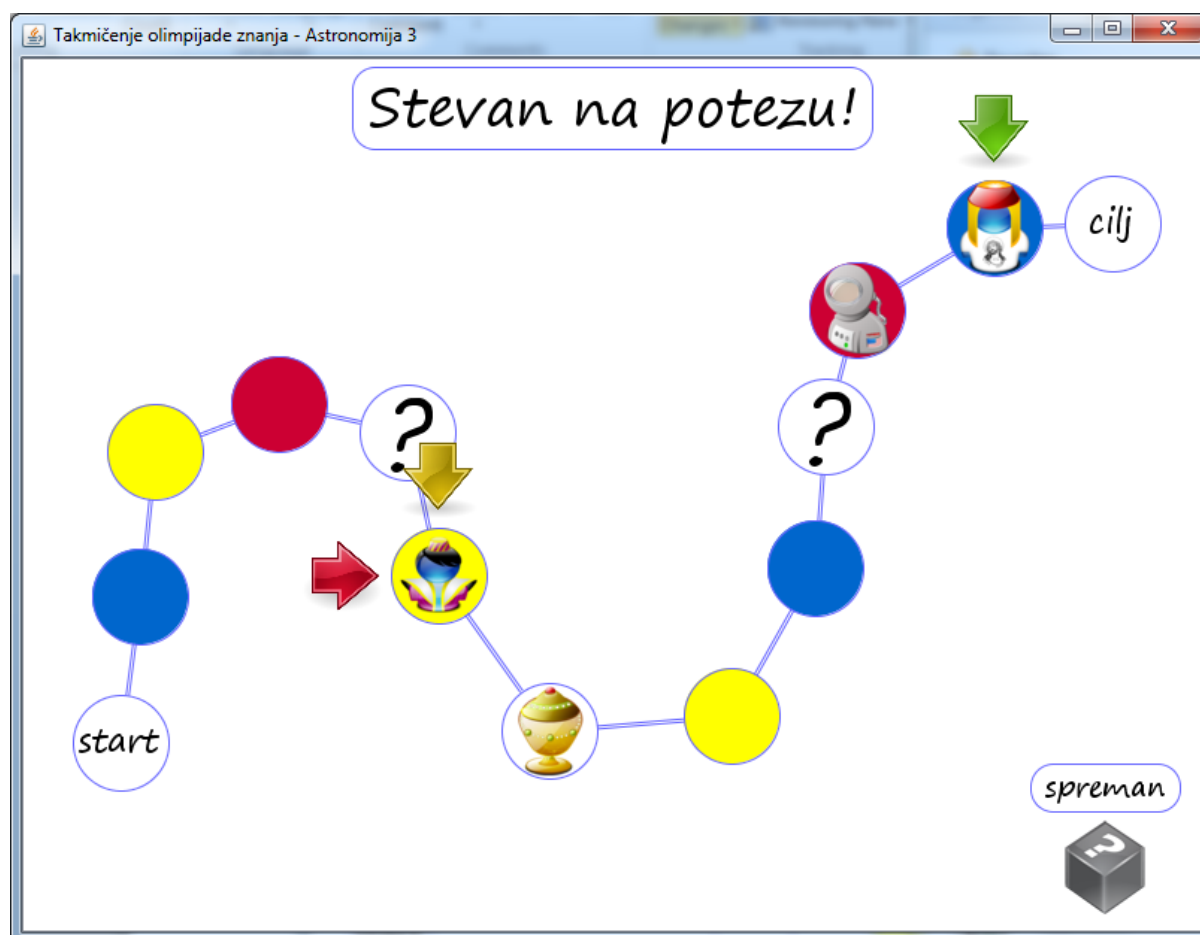 Takmičenje olimpijade znanja - Astronomija 3
Stevan na potezu!
cilj
?
?
start
spreman
?